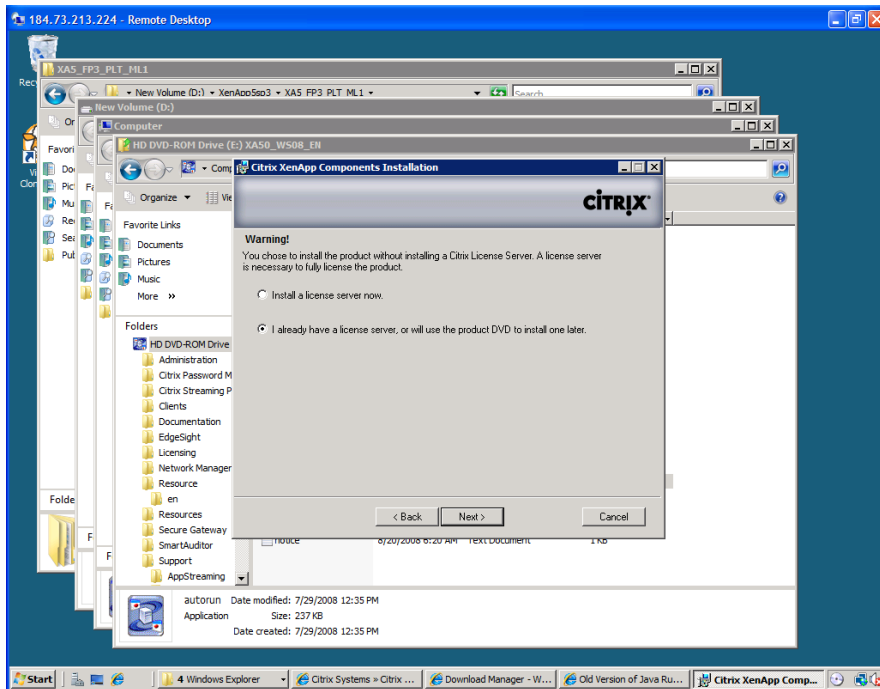 184.73.213.224 - Remote Desktop
XA5_FP3_PLT_ML1
New Volume (D:) XenApp5sp3 XA5 FP3 PLT ML1
Search
New Volume (D:)
Computer
HD DVD-ROM Drive (E:) XA50_WS08_EN
Citrix XenApp Components Installation
CITRIX
Organize
Favorite Links
Documents
Pictures
Music
More »
Folders
HD DVD-ROM Drive
Administration
Citrix Password M
Citrix Streaming P
Clients
Documentation
EdgeSight
Licensing
Network Manager
Resource
en
Resources
Secure Gateway
SmartAuditor
Support
AppStreaming
Warning!
You chose to install the product without installing a Citrix License Server. A license server
is necessary to fully license the product.
Install a license server now.
I already have a license server, or will use the product DVD to install one later.
< Back
Next >
Cancel
notice 8/20/2008 6:20 AM Text Document 1 KB
autorun Date modified: 7/29/2008 12:35 PM
Application Size: 237 KB
Date created: 7/29/2008 12:35 PM
Start
4 Windows Explorer
Citrix Systems » Citrix ...
Download Manager - W...
Old Version of Java Ru...
Citrix XenApp Comp...